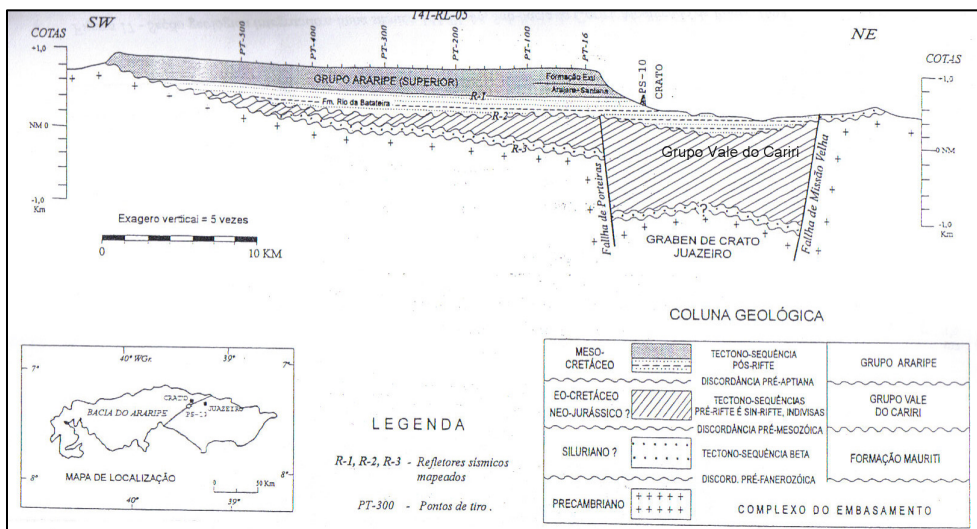 141-RL-05
SW
NE
COTAS
COTAS
PT-500
PT-400
PT-300
PT-200
PT-100
PT-16
PS-10
CRATO
+1,0
+1,0
GRUPO ARARIPE (SUPERIOR)
Formação Exu
Arajara-Santana
R-1
Fm. Rio da Batateira
R-2
NM 0
0 NM
R-3
Grupo Vale do Cariri
-1,0
Km
-1,0
Km
Falha de Porteiras
Fallha de Missão Velha
?
Exagero vertical = 5 vezes
0 10 KM
GRABEN DE CRATO
JUAZEIRO
COLUNA GEOLÓGICA
MESO-
CRETÁCEO
TECTONO-SEQUÊNCIA
PÓS-RIFTE
GRUPO ARARIPE
DISCORDÂNCIA PRÉ-APTIANA
EO-CRETÁCEO
NEO-JURÁSSICO ?
TECTONO-SEQUÊNCIAS
PRÉ-RIFTE É SIN-RIFTE, INDIVISAS
GRUPO VALE
DO CARIRI
DISCORDÂNCIA PRÉ-MESOZÓICA
SILURIANO ?
TECTONO-SEQUÊNCIA BETA
FORMAÇÃO MAURITI
DISCORD. PRÉ-FANEROZÓICA
PRECAMBRIANO
COMPLEXO DO EMBASAMENTO
40° WGr.
39°
7°
7°
CRATO
JUAZEIRO
BACIA DO ARARIPE
8°
8°
MAPA DE LOCALIZAÇÃO
0 50 Km
40°
39°
LEGENDA
R-1, R-2, R-3 - Refletores sísmicos
mapeados
PT-300 - Pontos de tiro .